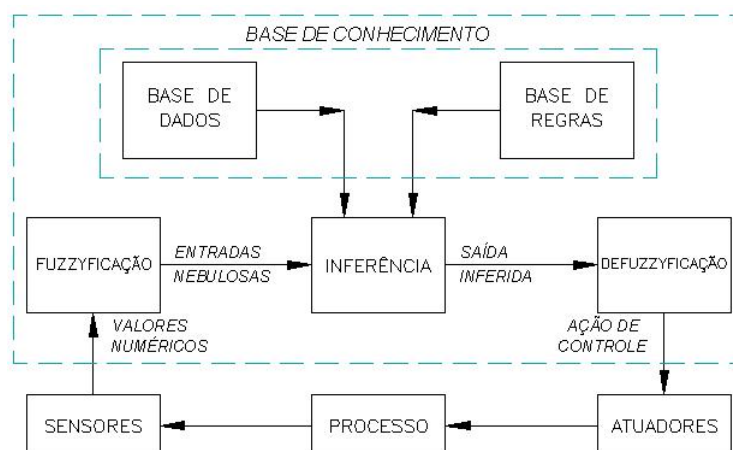 BASE DE CONHECIMENTO
BASE DE
DADOS
BASE DE
REGRAS
FUZZYFICAÇÃO
ENTRADAS
NEBULOSAS
INFERÊNCIA
SAÍDA
INFERIDA
DEFUZZYFICAÇÃO
VALORES
NUMÉRICOS
AÇÃO DE
CONTROLE
SENSORES
PROCESSO
ATUADORES